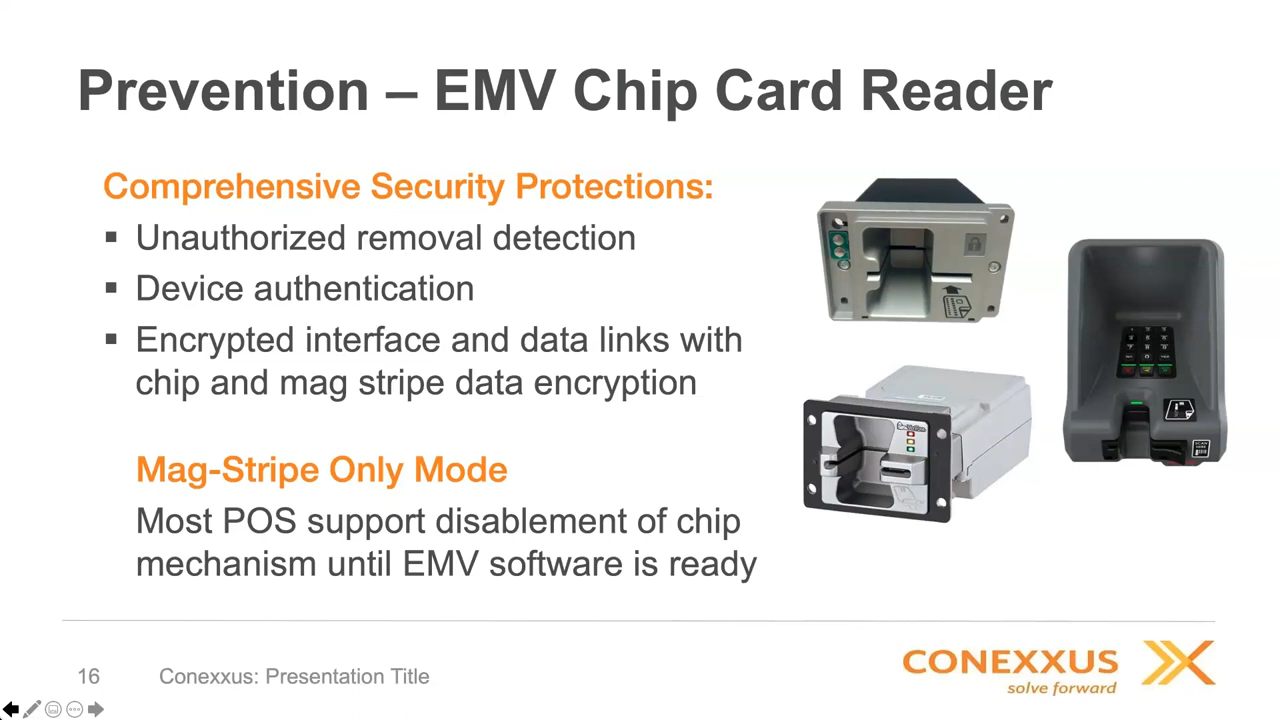 Prevention – EMV Chip Card Reader
Comprehensive Security Protections:
▪ Unauthorized removal detection
▪ Device authentication
▪ Encrypted interface and data links with
chip and mag stripe data encryption
Mag-Stripe Only Mode
Most POS support disablement of chip
mechanism until EMV software is ready
16
Conexxus: Presentation Title
CONEXXUS
solve forward